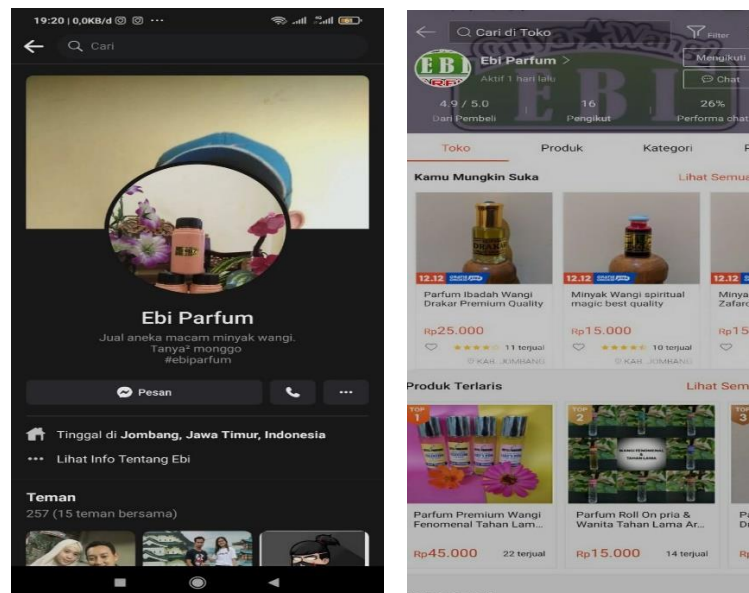 19:20 | 0,0KB/d
Cari
Ebi Parfum
Jual aneka macam minyak wangi.
Tanya² monggo
#ebiparfum
Pesan
Tinggal di Jombang, Jawa Timur, Indonesia
Lihat Info Tentang Ebi
Teman
257 (15 teman bersama)
Cari di Toko
Filter
Griya Wangi
EBI
Ebi Parfum >
Mengikuti
Aktif 1 hari lalu
Chat
4.9 / 5.0
16
26%
Dari Pembeli
Pengikut
Performa chat
Toko
Produk
Kategori
Kamu Mungkin Suka
Lihat Semua
12.12
12.12
12.12
Parfum Ibadah Wangi
Drakar Premium Quality
Minyak Wangi spiritual
magic best quality
Rp25.000
Rp15.000
11 terjual
10 terjual
KAB. JOMBANG
KAB. JOMBANG
Produk Terlaris
TOP
1
TOP
2
TOP
3
Parfum Premium Wangi
Fenomenal Tahan Lam...
Parfum Roll On pria &
Wanita Tahan Lama Ar...
Rp45.000
22 terjual
Rp15.000
14 terjual